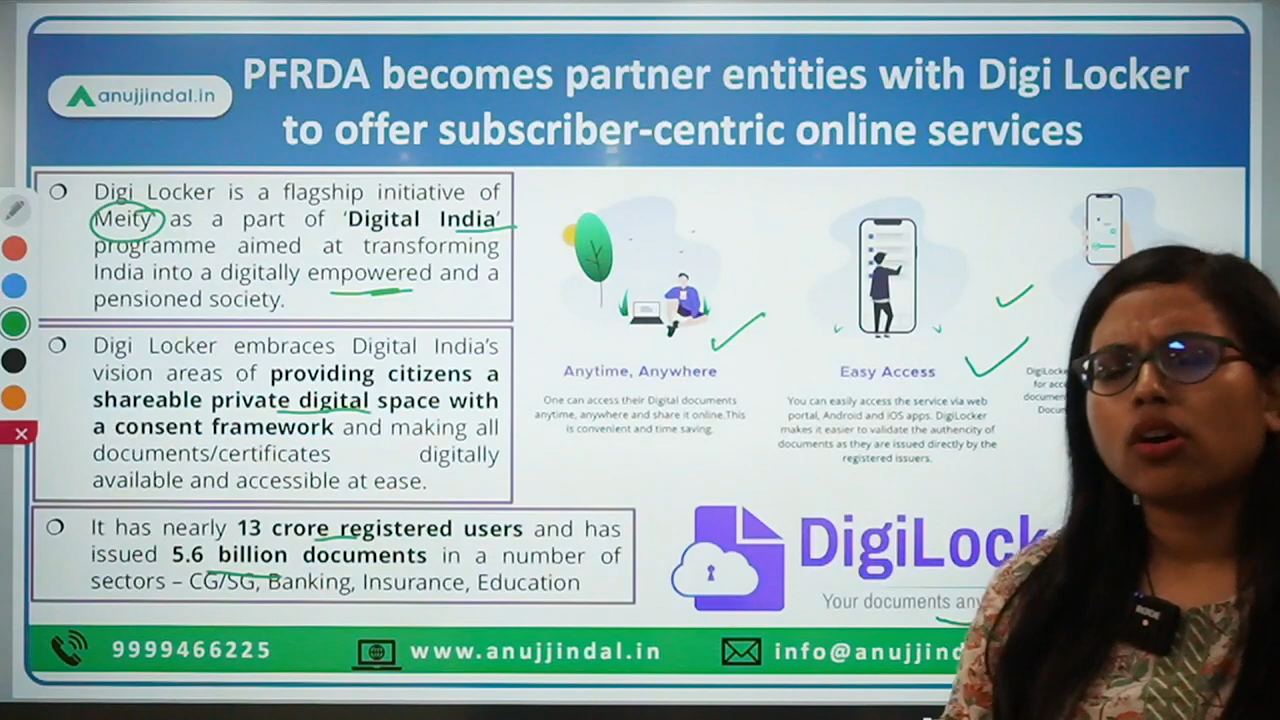 anujjindal.in
PFRDA becomes partner entities with Digi Locker
to offer subscriber-centric online services
Digi Locker is a flagship initiative of
Meity as a part of ‘Digital India’
programme aimed at transforming
India into a digitally empowered and a
pensioned society.
Digi Locker embraces Digital India’s
vision areas of providing citizens a
shareable private digital space with
a consent framework and making all
documents/certificates digitally
available and accessible at ease.
It has nearly 13 crore registered users and has
issued 5.6 billion documents in a number of
sectors – CG/SG, Banking, Insurance, Education
Anytime, Anywhere
One can access their Digital documents
anytime, anywhere and share it online.This
is convenient and time saving.
Easy Access
You can easily access the service via web
portal, Android and iOS apps. DigiLocker
makes it easier to validate the authencity of
documents as they are issued directly by the
registered issuers.
DigiLock
Your documents any
9999466225
www.anujjindal.in
info@anujjind